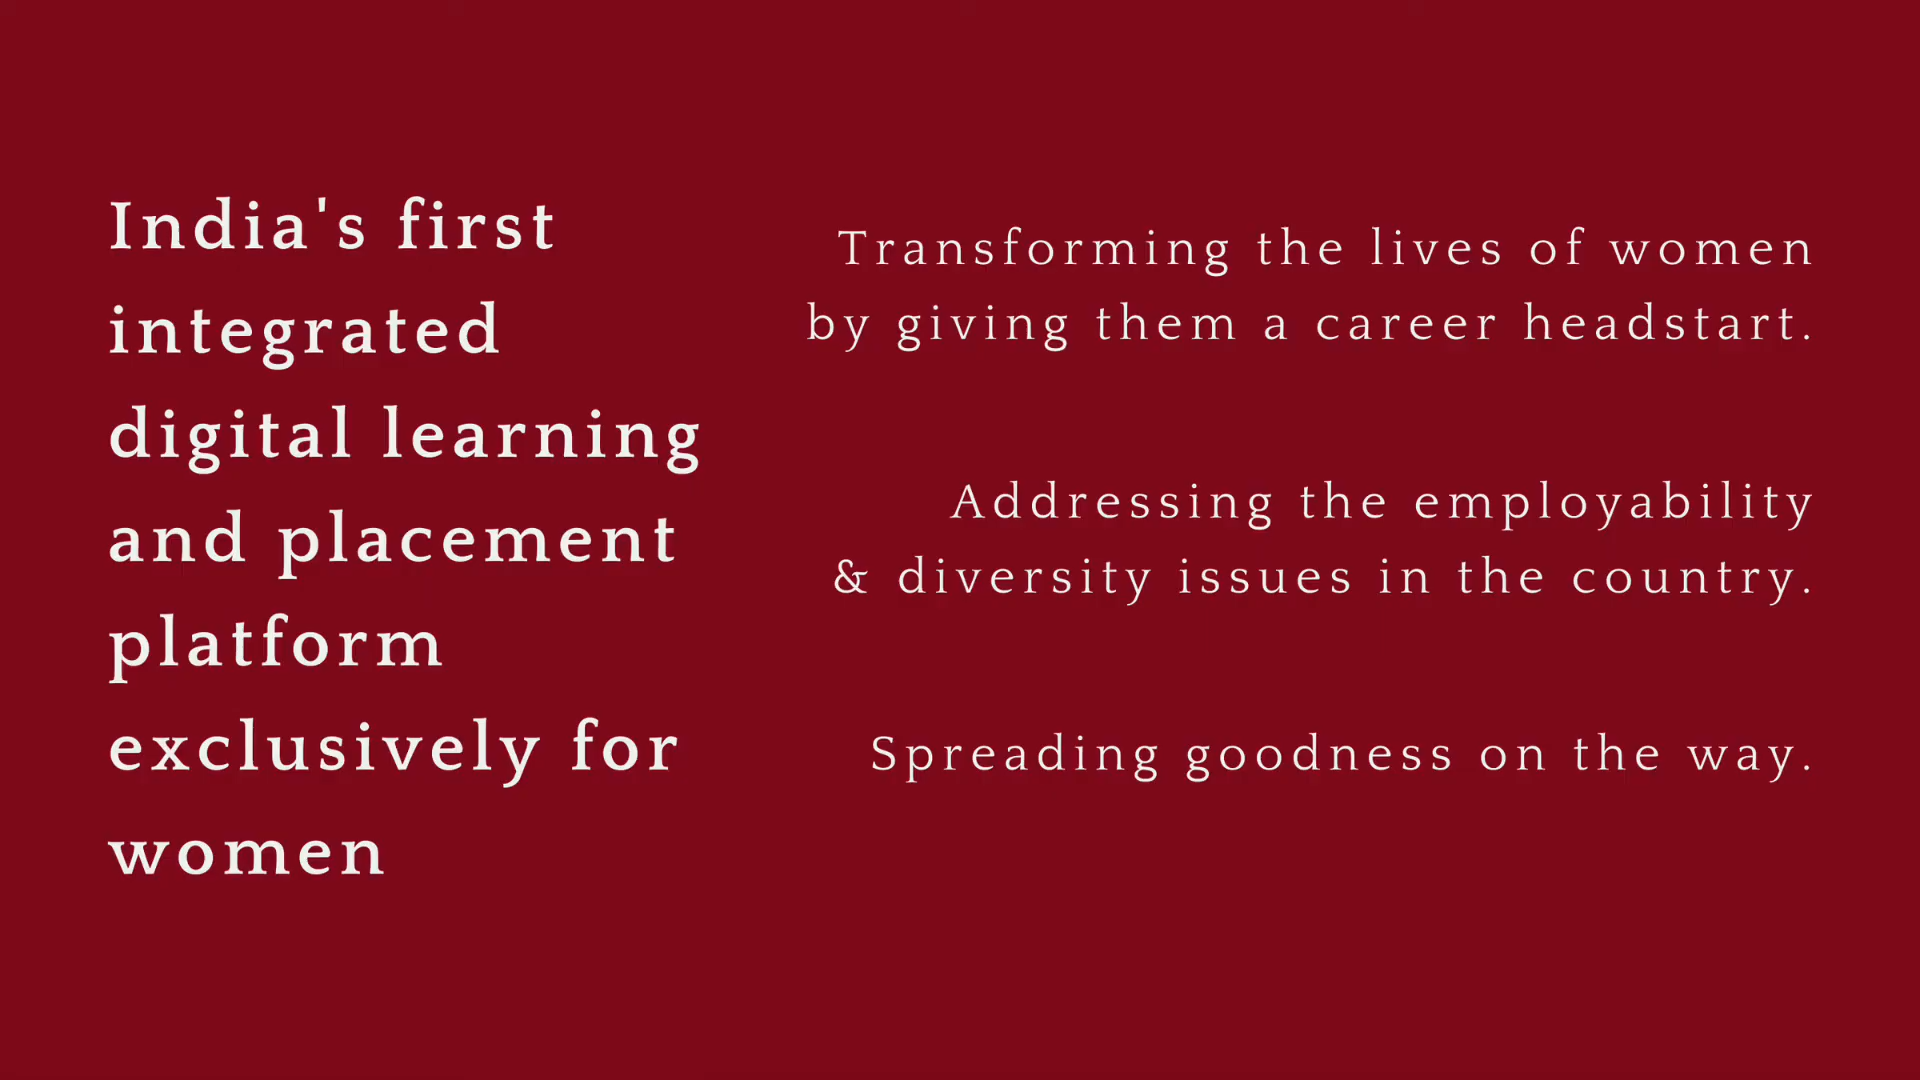 India's first
integrated
digital learning
and placement
platform
exclusively for
women
Transforming the lives of women
by giving them a career headstart.
Addressing the employability
& diversity issues in the country.
Spreading goodness on the way.